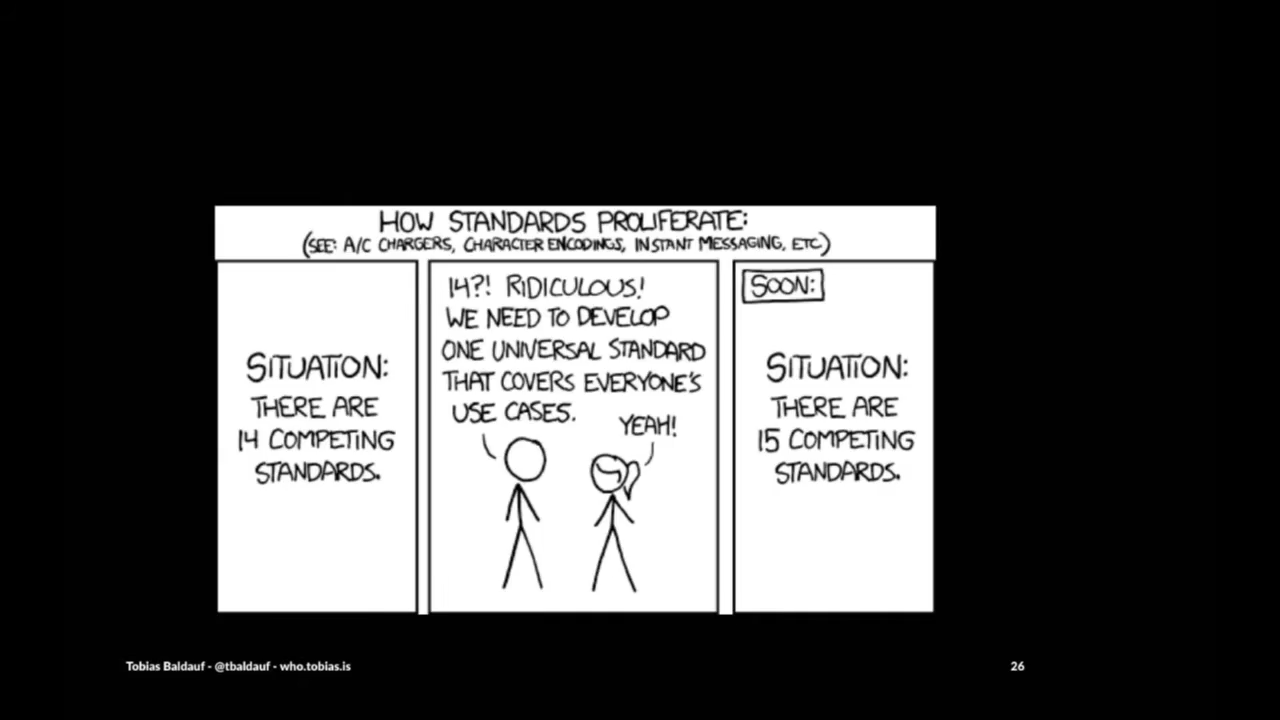 HOW STANDARDS PROLIFERATE:
(SEE: A/C CHARGERS, CHARACTER ENCODINGS, INSTANT MESSAGING, ETC.)
SITUATION:
THERE ARE
14 COMPETING
STANDARDS.
14?! RIDICULOUS!
WE NEED TO DEVELOP
ONE UNIVERSAL STANDARD
THAT COVERS EVERYONE'S
USE CASES.
YEAH!
SOON:
SITUATION:
THERE ARE
15 COMPETING
STANDARDS.
Tobias Baldauf - @tbaldauf - who.tobias.is
26